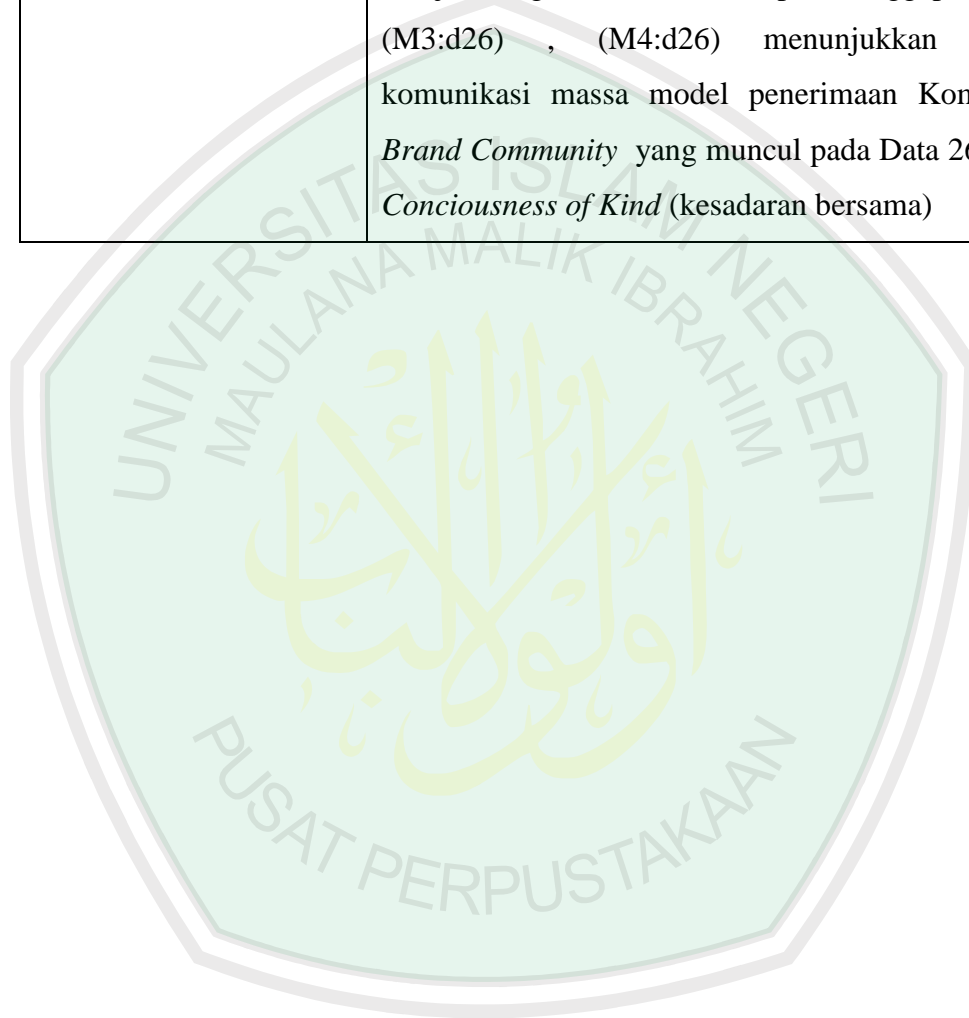 (M3:d26) , (M4:d26) menunjukkan
komunikasi massa model penerimaan
Brand Community yang muncul pada Data
Conciousness of Kind (kesadaran bersama)
UNIVERSITAS ISLAM NEGERI
MAULANA MALIK IBRAHIM
PUSAT PERPUSTAKAAN